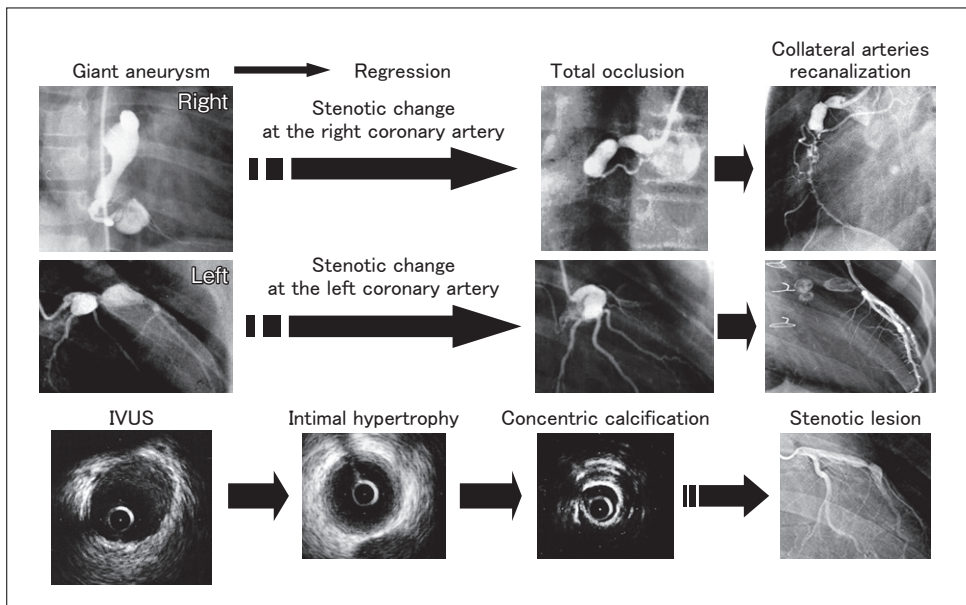 Giant aneurysm
Regression
Total occlusion
Collateral arteries
recanalization
Right
Stenotic change
at the right coronary artery
Left
Stenotic change
at the left coronary artery
IVUS
Intimal hypertrophy
Concentric calcification
Stenotic lesion